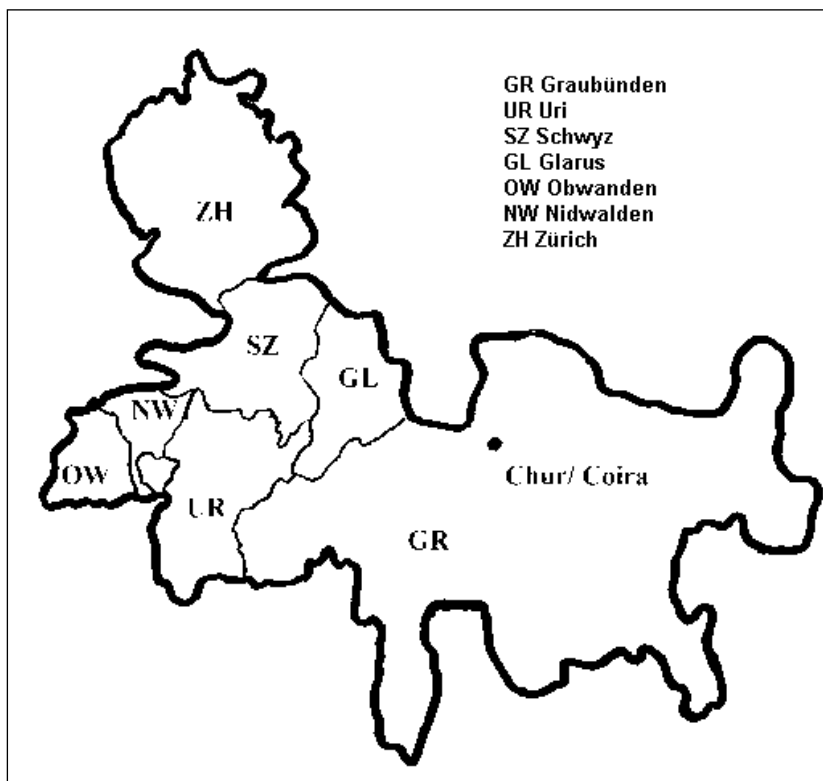 GR Graubünden
UR Uri
SZ Schwyz
GL Glarus
OW Obwanden
NW Nidwalden
ZH Zürich
ZH
SZ
GL
NW
OW
UR
Chur/ Coira
GR